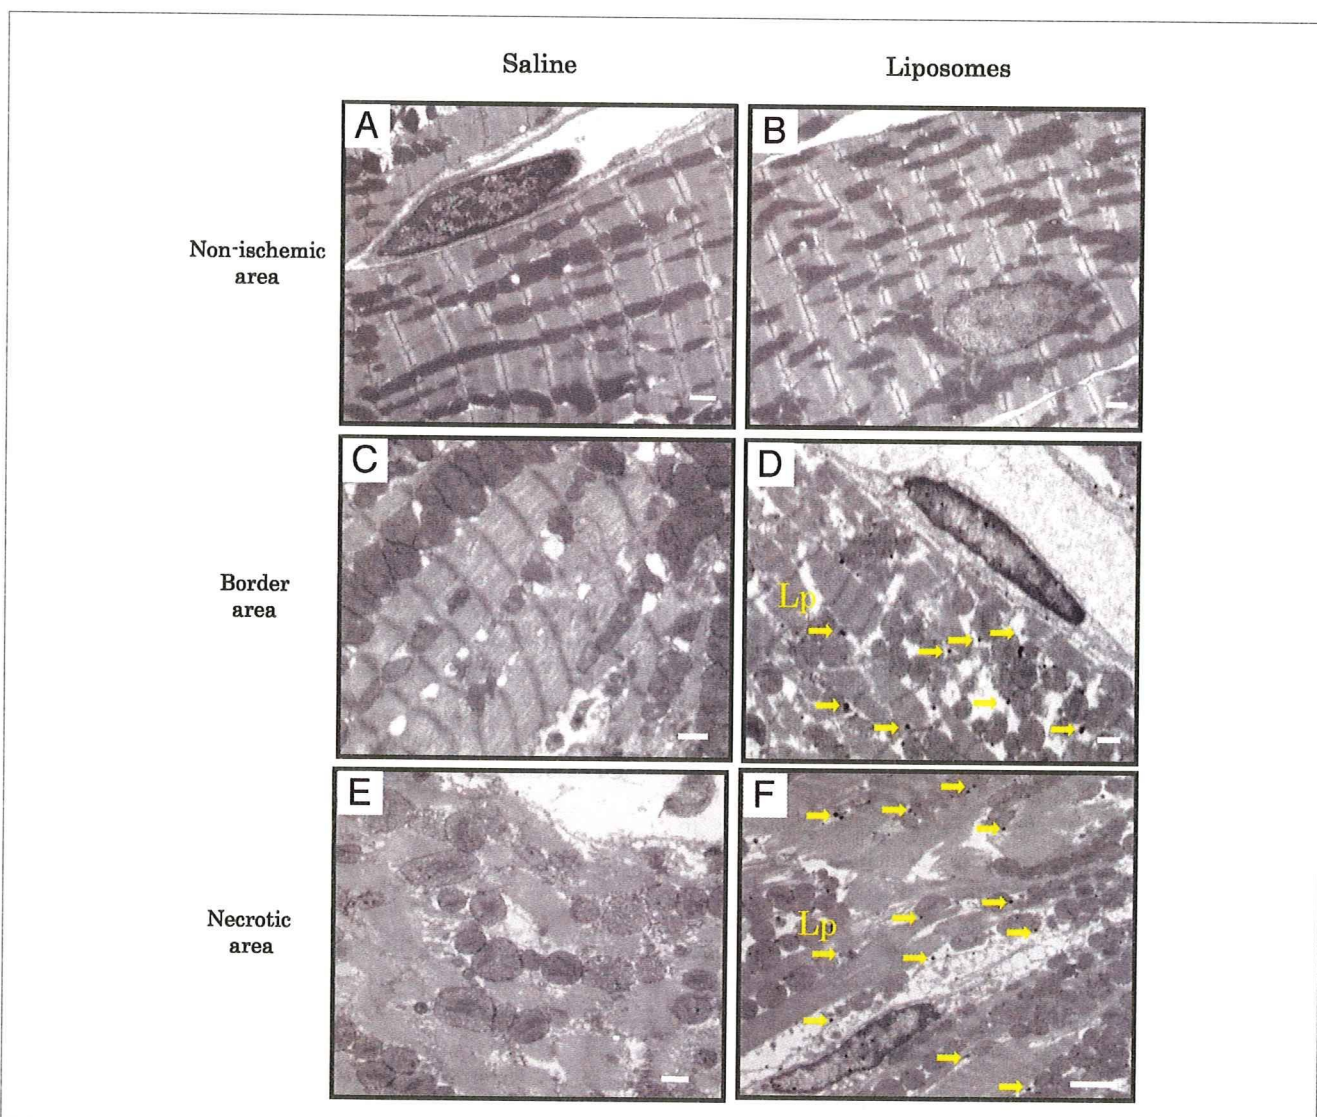 Saline
Liposomes
A
B
Non-ischemic
area
C
D
Border
area
Lp
E
F
Necrotic
area
Lp